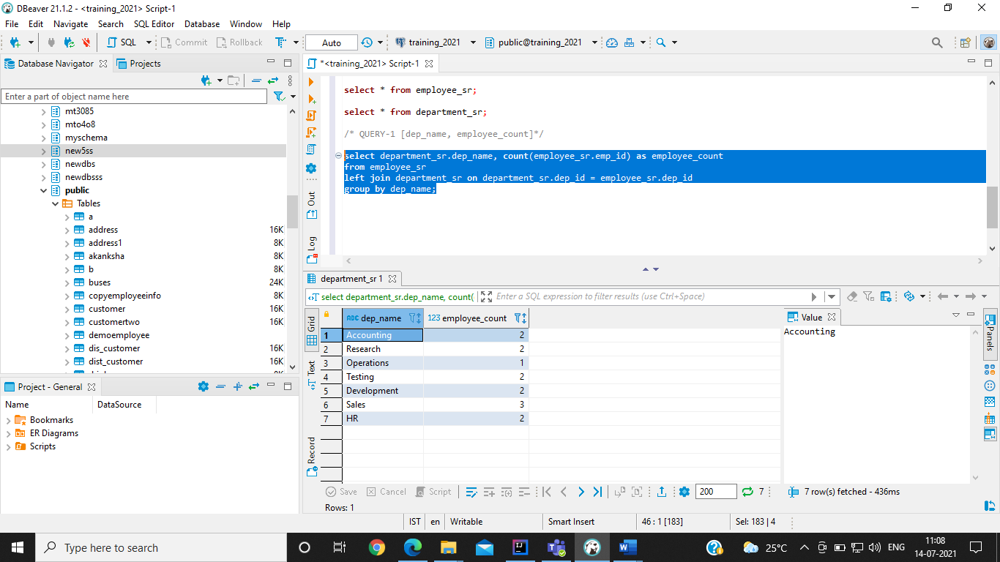 DBeaver 21.1.2 - <training_2021> Script-1
File Edit Navigate Search SQL Editor Database Window Help
SQL Commit Rollback Auto training_2021 public@training_2021
Database Navigator Projects
Enter a part of object name here
mt3085
mto4o8
myschema
new5ss
newdbs
newdbsss
public
Tables
a
address 16K
address1 8K
akanksha 8K
b 8K
buses 24K
copyemployeeinfo 8K
customer 16K
customertwo 16K
demoemployee
dis_customer 16K
dist_customer 16K
Project - General
Name DataSource
Bookmarks
ER Diagrams
Scripts
*<training_2021> Script-1
Out
Log
select * from employee_sr;
select * from department_sr;
/* QUERY-1 [dep_name, employee_count]*/
select department_sr.dep_name, count(employee_sr.emp_id) as employee_count
from employee_sr
left join department_sr on department_sr.dep_id = employee_sr.dep_id
group by dep_name;
department_sr 1
select department_sr.dep_name, count( Enter a SQL expression to filter results (use Ctrl+Space)
Grid
Text
Record
ABC dep_name 123 employee_count
1 Accounting 2
2 Research 2
3 Operations 1
4 Testing 2
5 Development 2
6 Sales 3
7 HR 2
Value
Accounting
Panels
Save Cancel Script 200 7 7 row(s) fetched - 436ms
Rows: 1
IST en Writable Smart Insert 46 : 1 [183] Sel: 183 | 4
Type here to search
25°C ENG 11:08
14-07-2021